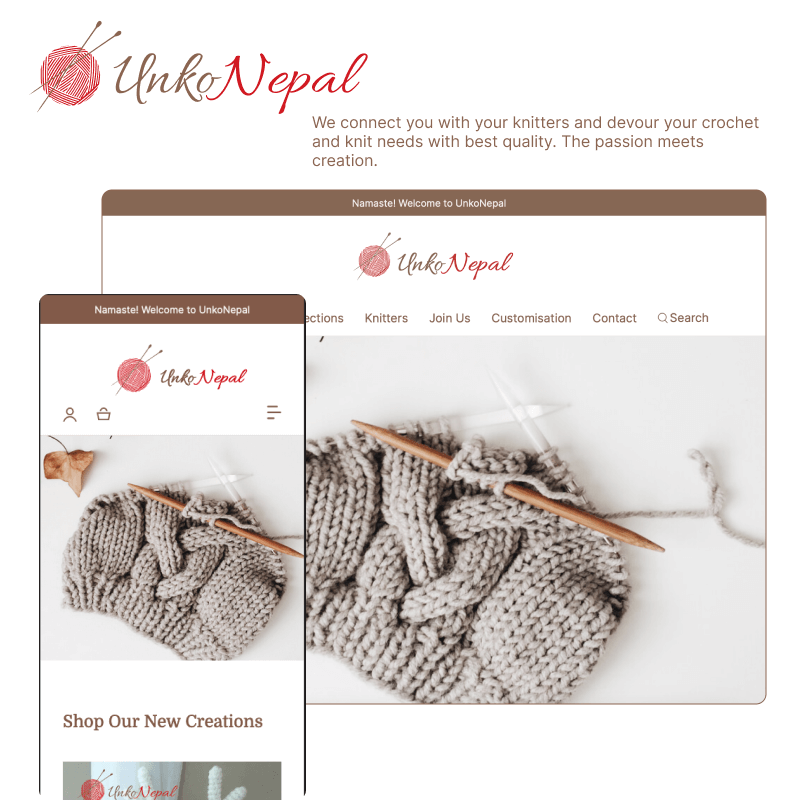 UnkoNepal
We connect you with your knitters and devour your crochet
and knit needs with best quality. The passion meets
creation.
Namaste! Welcome to UnkoNepal
UnkoNepal
Knitters Join Us Customisation Contact Search
Namaste! Welcome to UnkoNepal
UnkoNepal
Shop Our New Creations
UnkoNepal